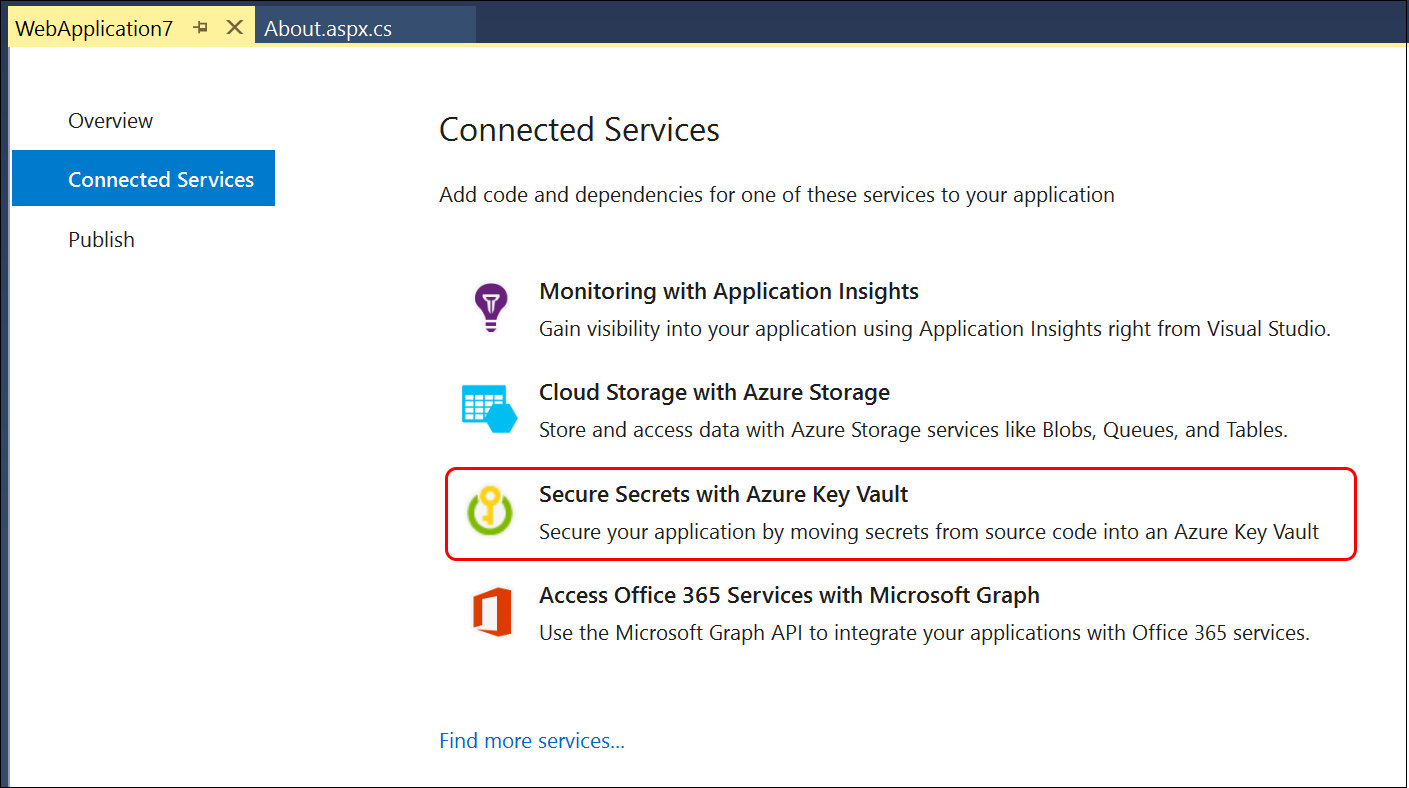 WebApplication7
About.aspx.cs
Overview
Connected Services
Publish
Connected Services
Add code and dependencies for one of these services to your application
Monitoring with Application Insights
Gain visibility into your application using Application Insights right from Visual Studio.
Cloud Storage with Azure Storage
Store and access data with Azure Storage services like Blobs, Queues, and Tables.
Secure Secrets with Azure Key Vault
Secure your application by moving secrets from source code into an Azure Key Vault
Access Office 365 Services with Microsoft Graph
Use the Microsoft Graph API to integrate your applications with Office 365 services.
Find more services...